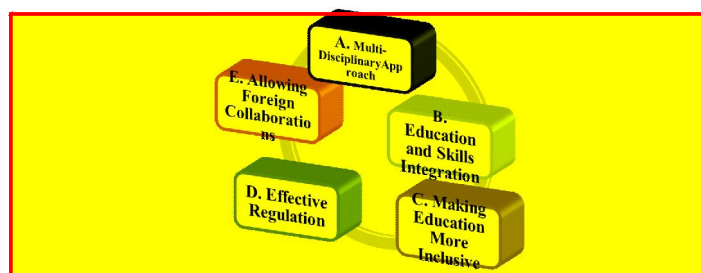 A. Multi-
DisciplinaryApp
roach
B.
Education
and Skills
Integration
C. Making
Education
More
Inclusive
D. Effective
Regulation
E. Allowing
Foreign
Collaboratio
ns